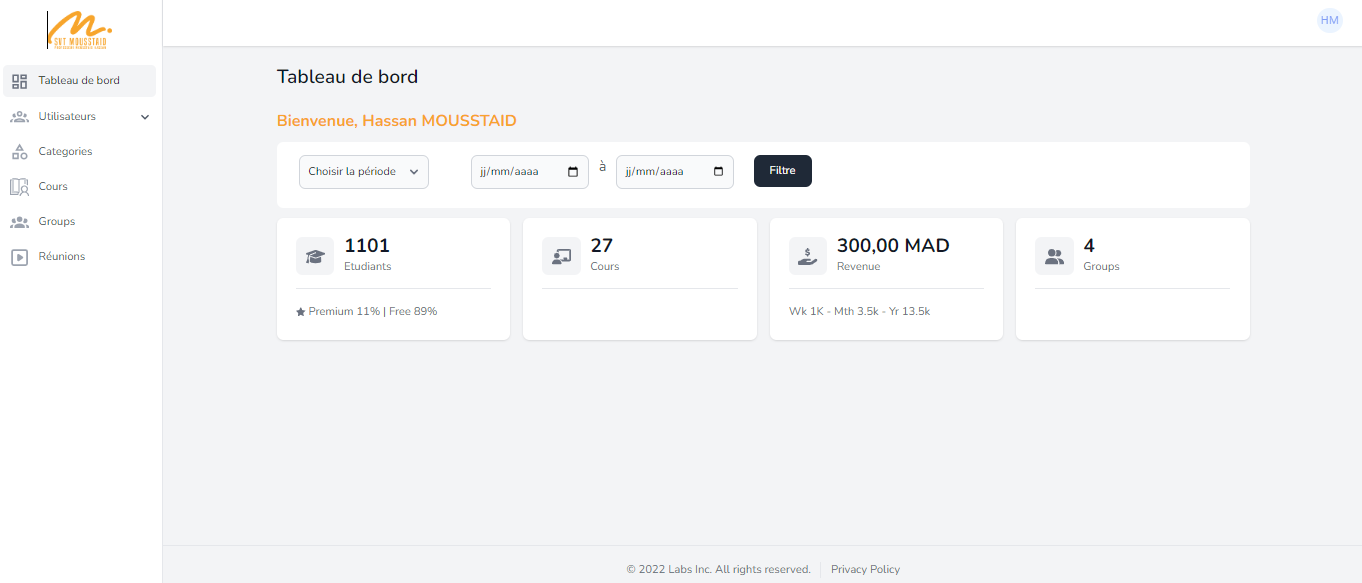 SVT MOUSSTAID
HM
Tableau de bord
Utilisateurs
Categories
Cours
Groups
Réunions
Tableau de bord
Bienvenue, Hassan MOUSSTAID
Choisir la période jj/mm/aaaa à jj/mm/aaaa Filtre
1101
Etudiants
Premium 11% | Free 89%
27
Cours
300,00 MAD
Revenue
Wk 1K - Mth 3.5k - Yr 13.5k
4
Groups
© 2022 Labs Inc. All rights reserved. Privacy Policy